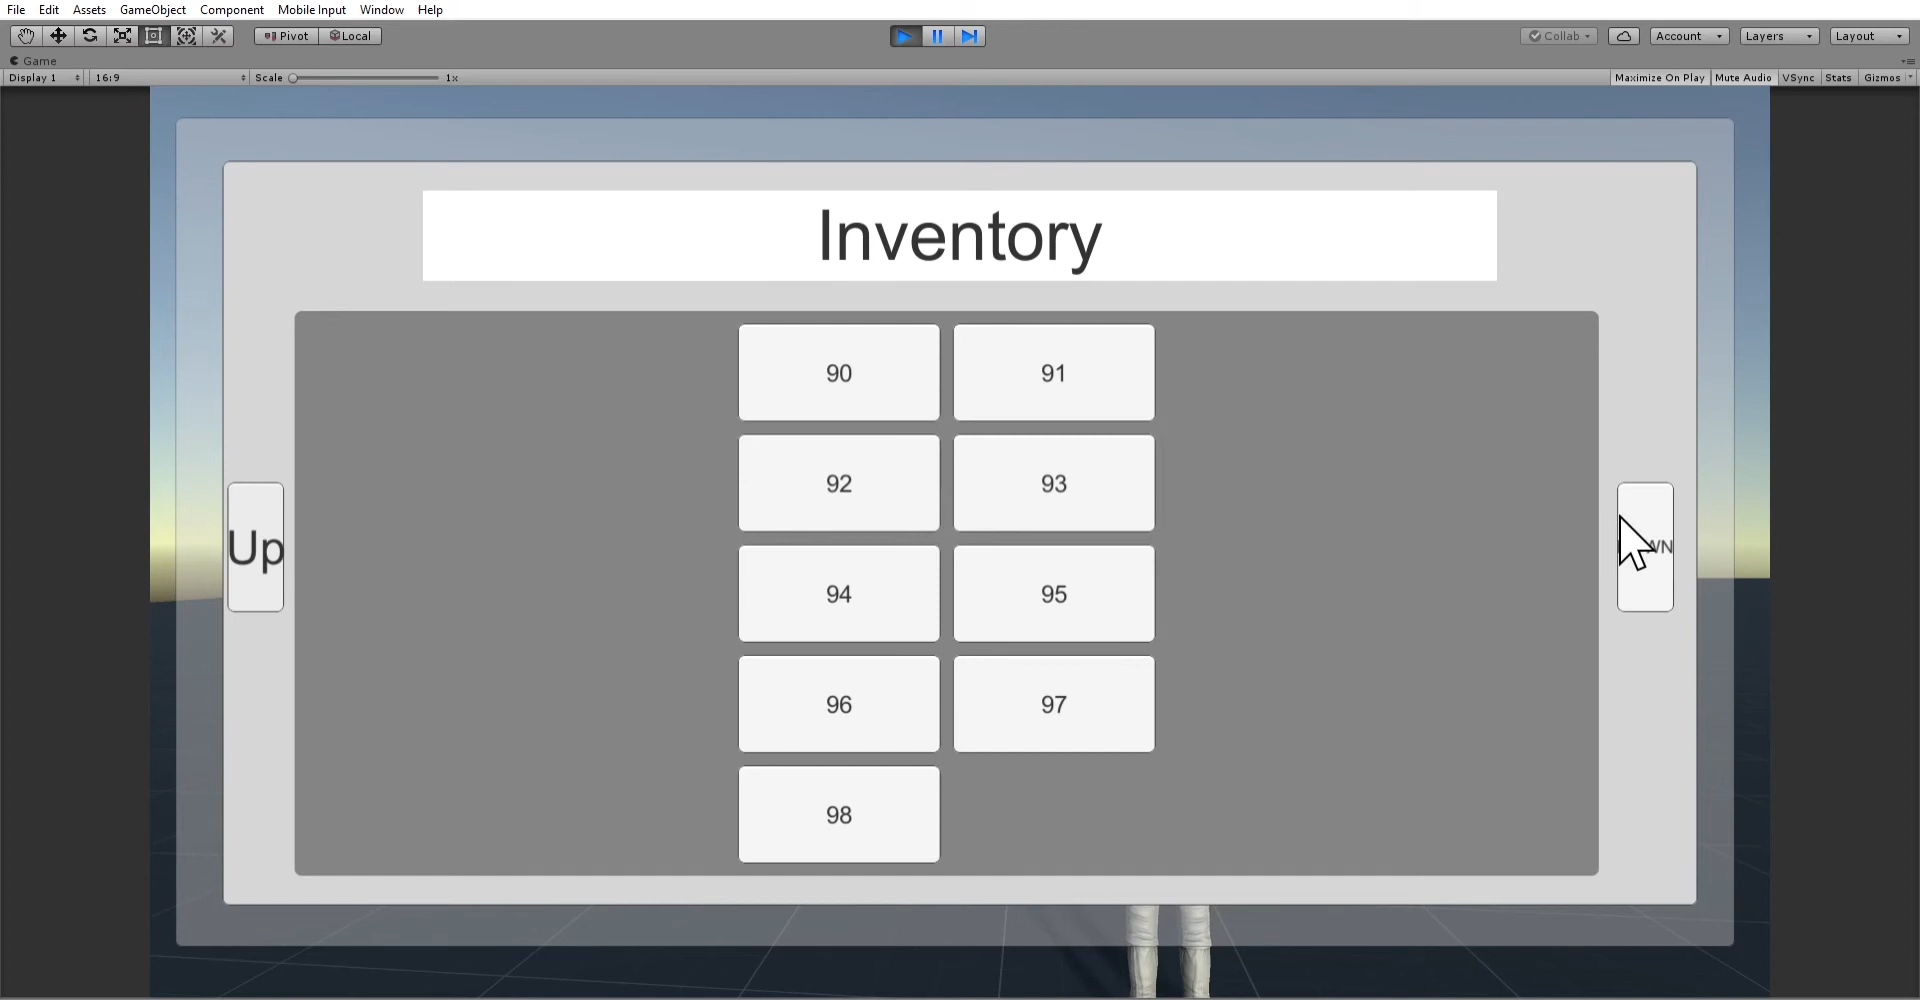 File Edit Assets GameObject Component Mobile Input Window Help
Pivot Local Collab Account Layers Layout
Game
Display 1 16:9 Scale 1x Maximize On Play Mute Audio VSync Stats Gizmos
Inventory
90 91
92 93
Up
94 95
96 97
98